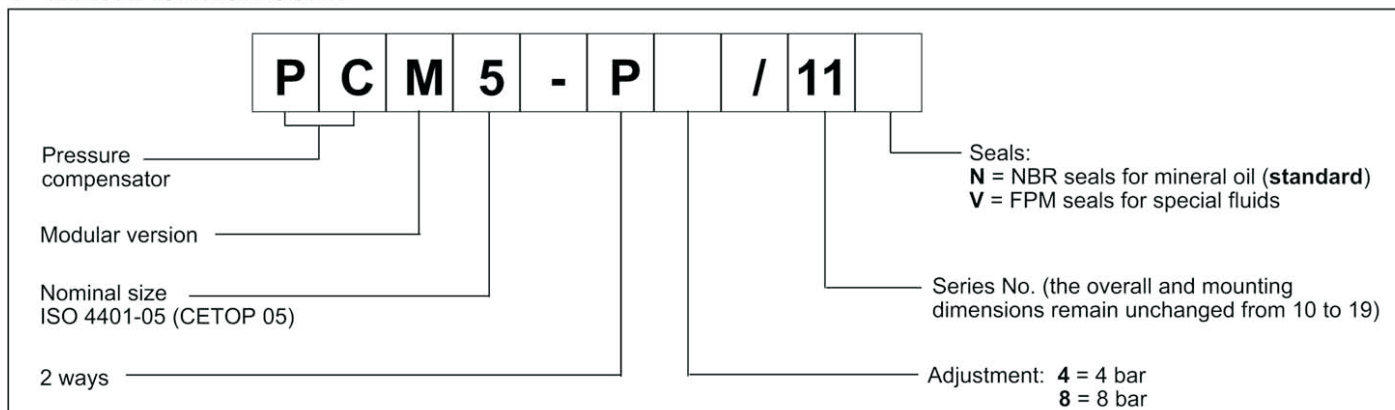 P C M 5 - P / 11
Pressure
compensator
Modular version
Nominal size
ISO 4401-05 (CETOP 05)
2 ways
Seals:
N = NBR seals for mineral oil (standard)
V = FPM seals for special fluids
Series No. (the overall and mounting
dimensions remain unchanged from 10 to 19)
Adjustment: 4 = 4 bar
8 = 8 bar